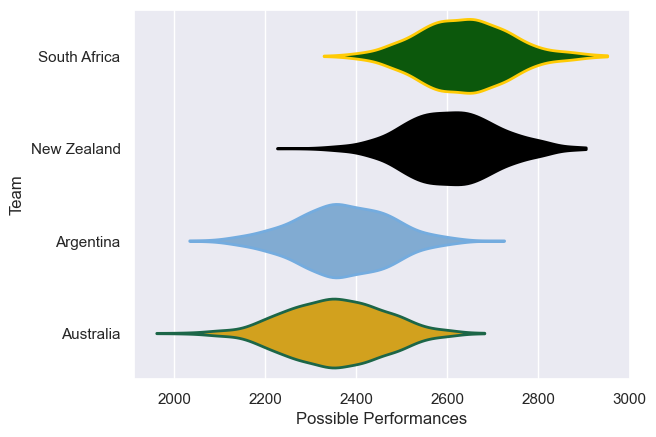 South Africa
New Zealand
Argentina
Australia
Team
2000 2200 2400 2600 2800 3000
Possible Performances